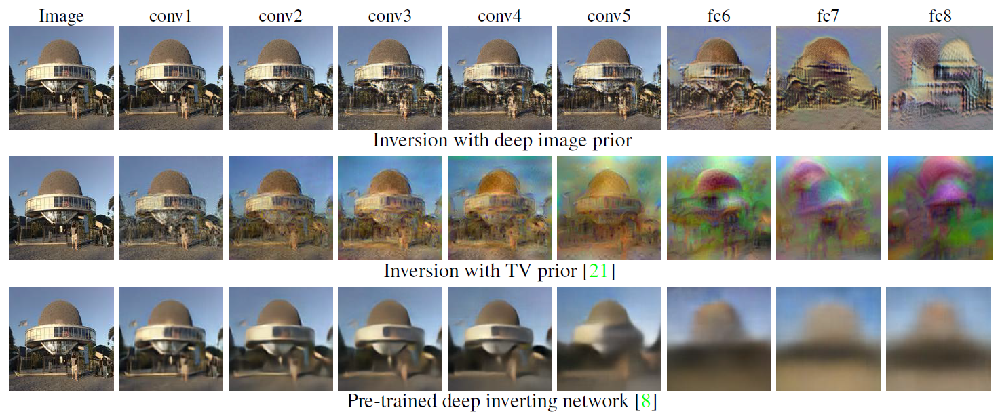 Image conv1 conv2 conv3 conv4 conv5 fc6 fc7 fc8
Inversion with deep image prior
Inversion with TV prior [21]
Pre-trained deep inverting network [8]